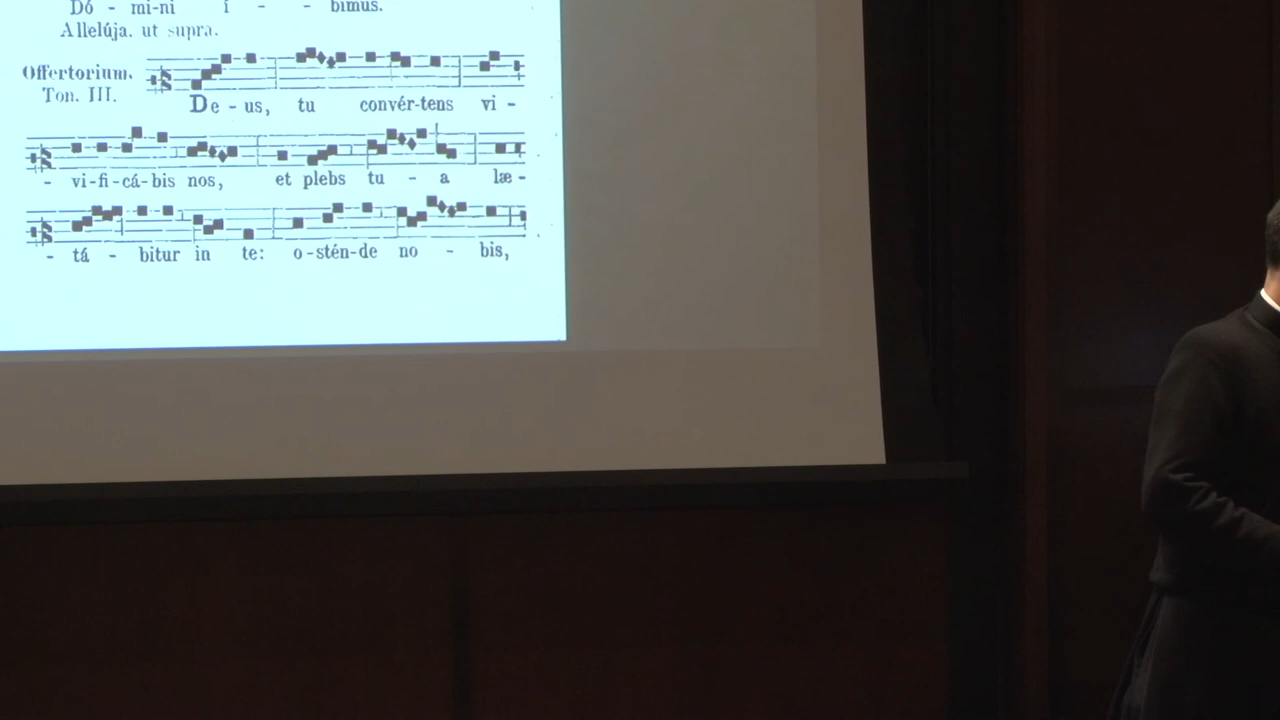 Dó - mi-ni í - - bimus.
Allelúja. ut supra.
Offertorium.
Ton. III.
De - us, tu convér-tens vi -
- vi-fi-cá-bis nos, et plebs tu - a læ -
- tá - bitur in te: o-stén-de no - bis,